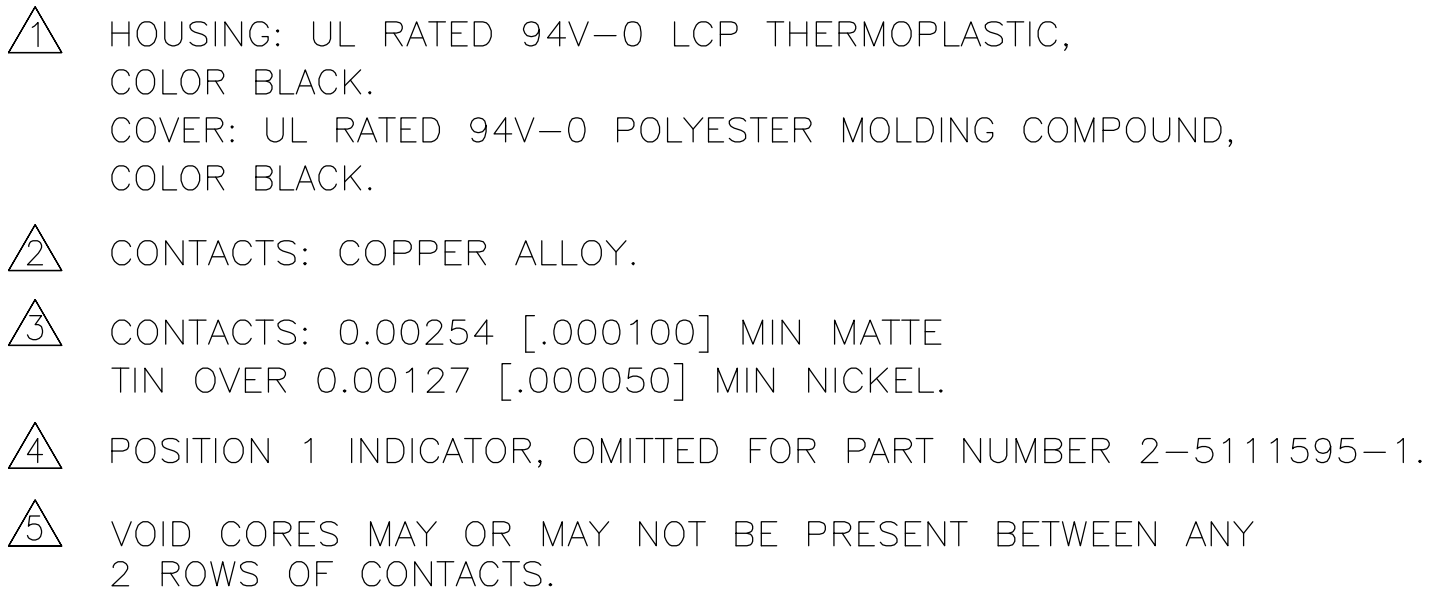 1 HOUSING: UL RATED 94V-0 LCP THERMOPLASTIC,
COLOR BLACK.
COVER: UL RATED 94V-0 POLYESTER MOLDING COMPOUND,
COLOR BLACK.
2 CONTACTS: COPPER ALLOY.
3 CONTACTS: 0.00254 [.000100] MIN MATTE
TIN OVER 0.00127 [.000050] MIN NICKEL.
4 POSITION 1 INDICATOR, OMITTED FOR PART NUMBER 2-5111595-1.
5 VOID CORES MAY OR MAY NOT BE PRESENT BETWEEN ANY
2 ROWS OF CONTACTS.